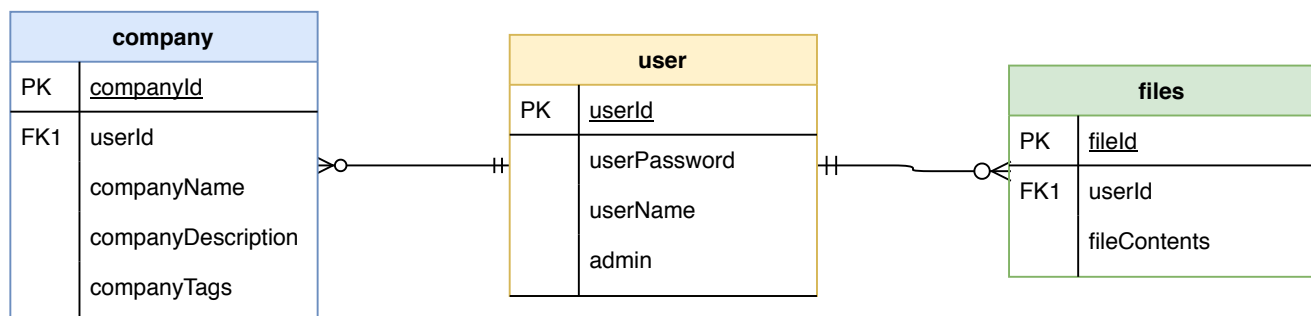 company
PK companyId
FK1 userId
companyName
companyDescription
companyTags
user
PK userId
userPassword
userName
admin
files
PK fileId
FK1 userId
fileContents